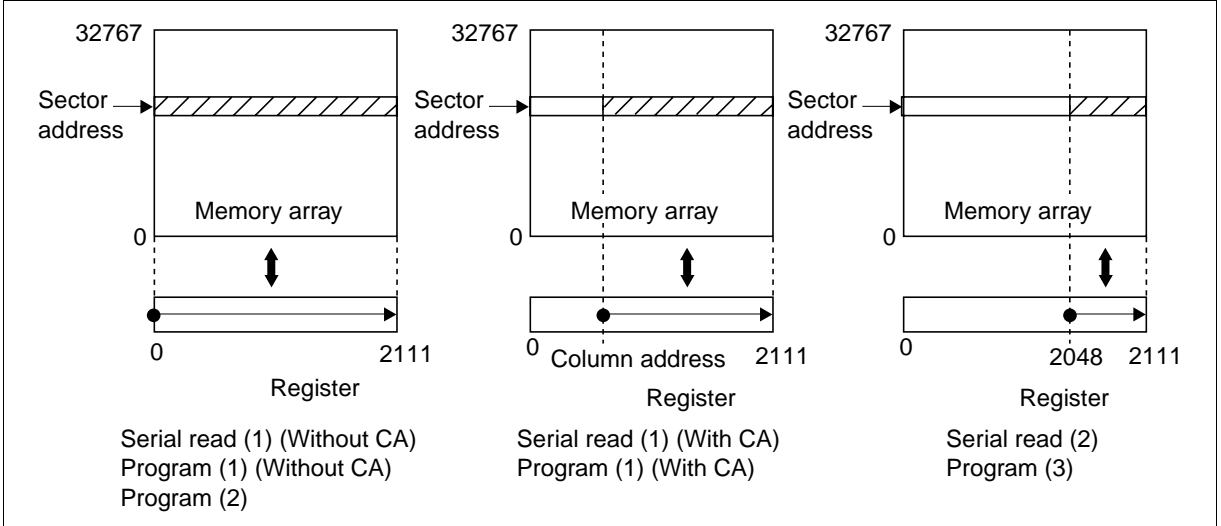 32767
Sector
address
Memory array
0
0
2111
Register
Serial read (1) (Without CA)
Program (1) (Without CA)
Program (2)
32767
Sector
address
Memory array
0
0
Column address
2111
Register
Serial read (1) (With CA)
Program (1) (With CA)
32767
Sector
address
Memory array
0
0
2048
2111
Register
Serial read (2)
Program (3)